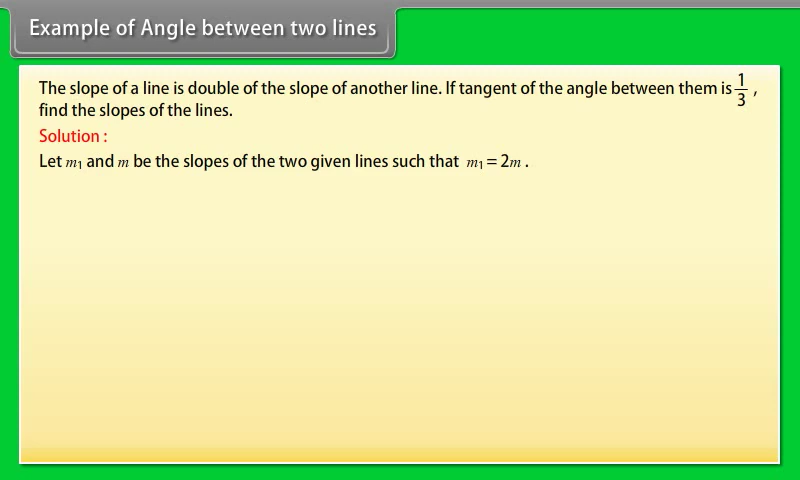 Example of Angle between two lines
The slope of a line is double of the slope of another line. If tangent of the angle between them is 1/3 ,
find the slopes of the lines.
Solution :
Let m₁ and m be the slopes of the two given lines such that m₁ = 2m .